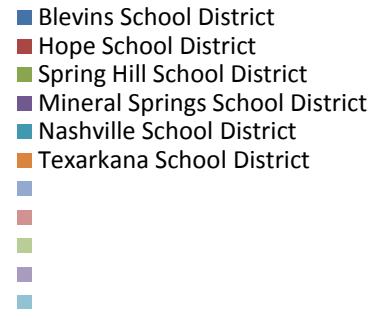 Blevins School District
Hope School District
Spring Hill School District
Mineral Springs School District
Nashville School District
Texarkana School District